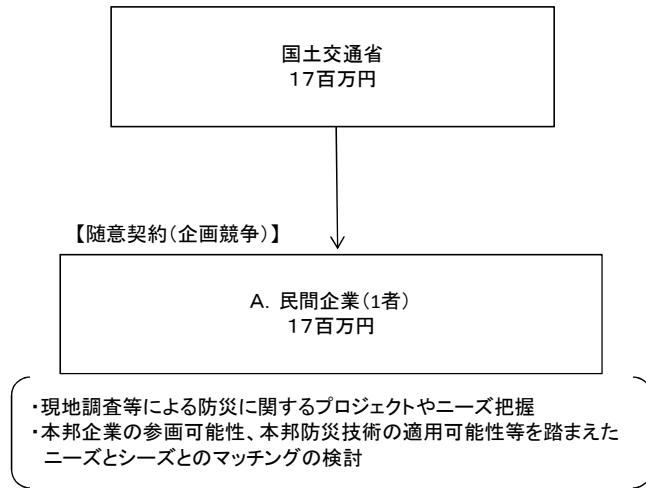 国土交通省
17百万円
【随意契約(企画競争)】
A. 民間企業(1者)
17百万円
・現地調査等による防災に関するプロジェクトやニーズ把握
・本邦企業の参画可能性、本邦防災技術の適用可能性等を踏まえた
ニーズとシーズとのマッチングの検討